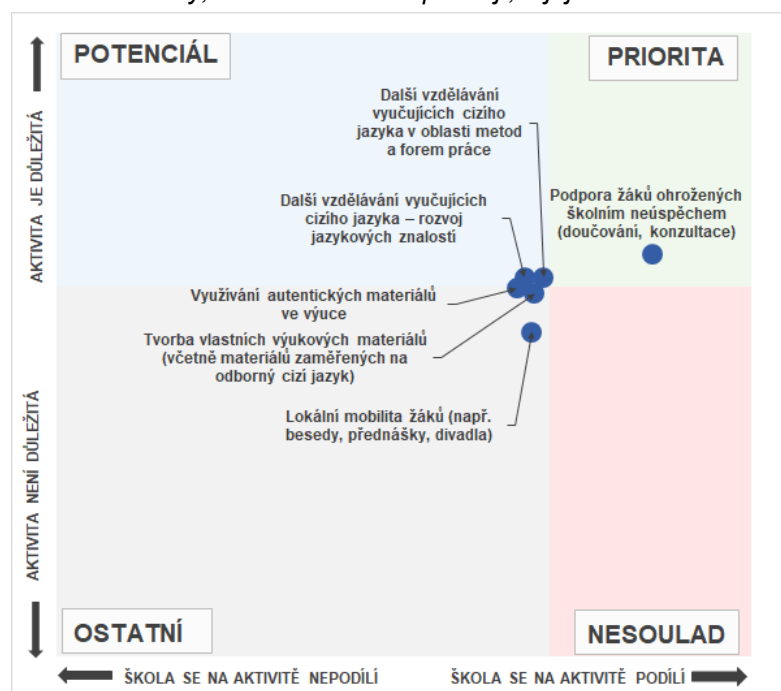 POTENCIÁL
PRIORITA
Další vzdělávání
vyučujících cizího
jazyka v oblasti metod
a forem práce
Další vzdělávání vyučujících
cizího jazyka – rozvoj
jazykových znalostí
Podpora žáků ohrožených
školním neúspěchem
(doučování, konzultace)
Využívání autentických materiálů
ve výuce
Tvorba vlastních výukových materiálů
(včetně materiálů zaměřených na
odborný cizí jazyk)
Lokální mobilita žáků (např.
besedy, přednášky, divadla)
AKTIVITA JE DŮLEŽITÁ
AKTIVITA NENÍ DŮLEŽITÁ
OSTATNÍ
NESOULAD
ŠKOLA SE NA AKTIVITĚ NEPODÍLÍ
ŠKOLA SE NA AKTIVITĚ PODÍLÍ